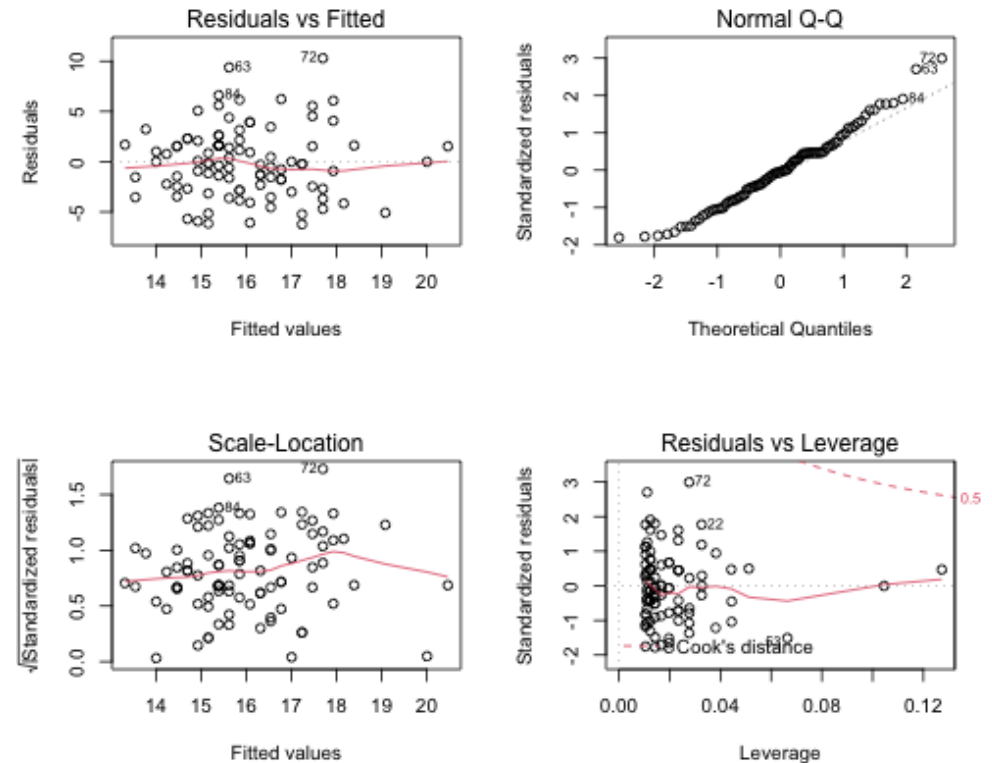 Residuals vs Fitted
Residuals
10
5
0
-5
63
72
84
14 15 16 17 18 19 20
Fitted values
Normal Q-Q
Standardized residuals
3
2
1
0
-1
-2
72
63
84
-2 -1 0 1 2
Theoretical Quantiles
Scale-Location
√|Standardized residuals|
1.5
1.0
0.5
0.0
63
72
84
14 15 16 17 18 19 20
Fitted values
Residuals vs Leverage
Standardized residuals
3
2
1
0
-1
-2
72
22
53
Cook's distance
0.5
0.00 0.04 0.08 0.12
Leverage